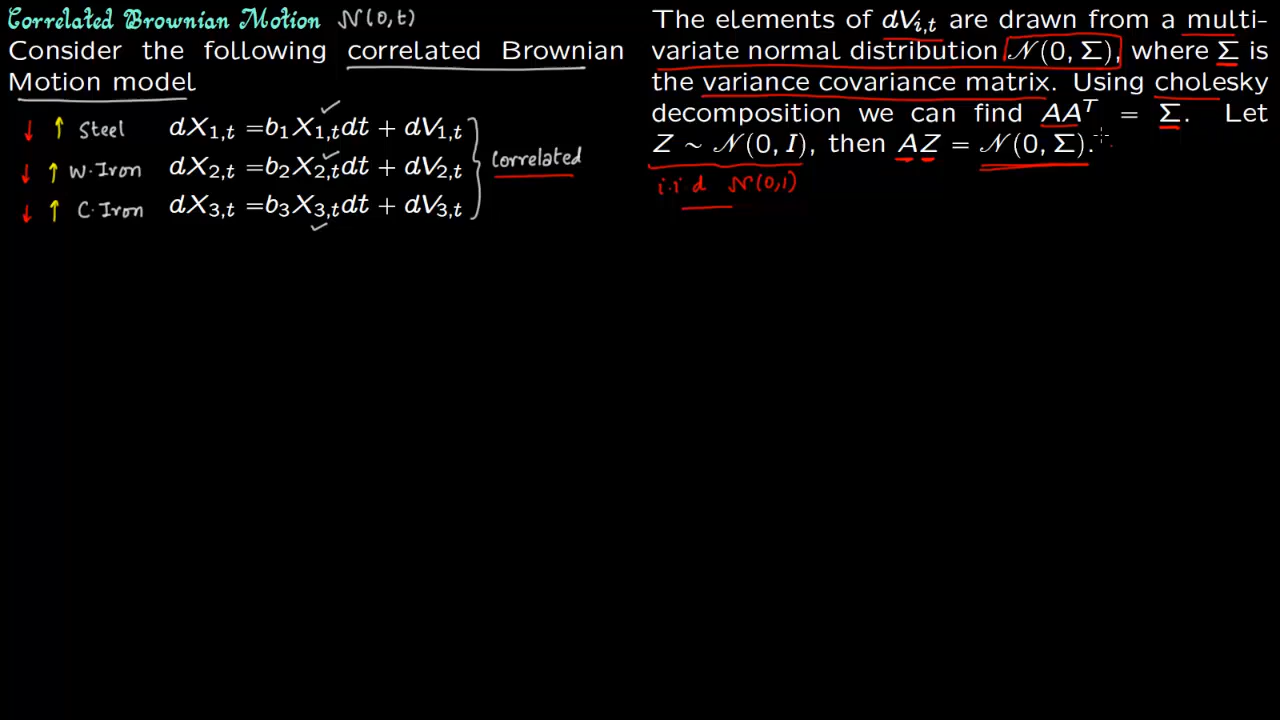 Correlated Brownian Motion N(0,t)
Consider the following correlated Brownian
Motion model
↓ ↑ Steel dX₁,ₜ =b₁X₁,ₜdt + dV₁,ₜ
↓ ↑ W.Iron dX₂,ₜ =b₂X₂,ₜdt + dV₂,ₜ
↓ ↑ C.Iron dX₃,ₜ =b₃X₃,ₜdt + dV₃,ₜ
Correlated
The elements of dVᵢ,ₜ are drawn from a multi-
variate normal distribution 𝒩(0, Σ), where Σ is
the variance covariance matrix. Using cholesky
decomposition we can find AAᵀ = Σ. Let
Z ∼ 𝒩(0, I), then AZ = 𝒩(0, Σ).
i.i d N(0,1)